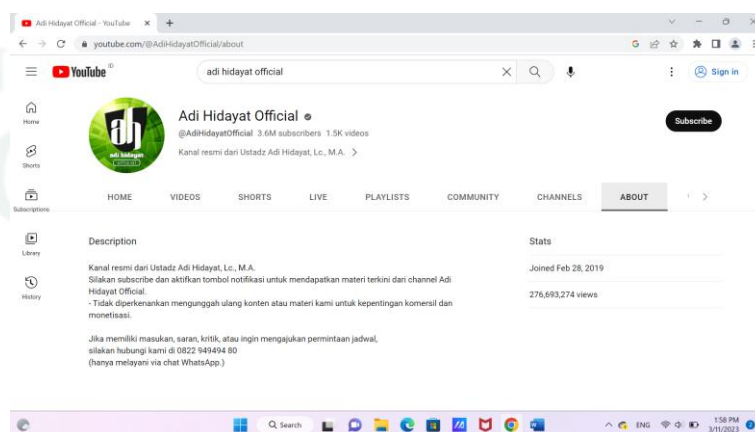 Adi Hidayat Official - YouTube
youtube.com/@AdiHidayatOfficial/about
YouTube ID
adi hidayat official
Sign in
Home
Shorts
Subscriptions
Library
History
ah
adi hidayat
Adi Hidayat Official
@AdiHidayatOfficial 3.6M subscribers 1.5K videos
Kanal resmi dari Ustadz Adi Hidayat, Lc., M.A.
Subscribe
HOME VIDEOS SHORTS LIVE PLAYLISTS COMMUNITY CHANNELS ABOUT
Description
Kanal resmi dari Ustadz Adi Hidayat, Lc., M.A.
Silakan subscribe dan aktifkan tombol notifikasi untuk mendapatkan materi terkini dari channel Adi
Hidayat Official.
- Tidak diperkenankan mengunggah ulang konten atau materi kami untuk kepentingan komersil dan
monetisasi.
Jika memiliki masukan, saran, kritik, atau ingin mengajukan permintaan jadwal,
silakan hubungi kami di 0822 949494 80
(hanya melayani via chat WhatsApp.)
Stats
Joined Feb 28, 2019
276,693,274 views
Search
ENG
1:58 PM
3/11/2023